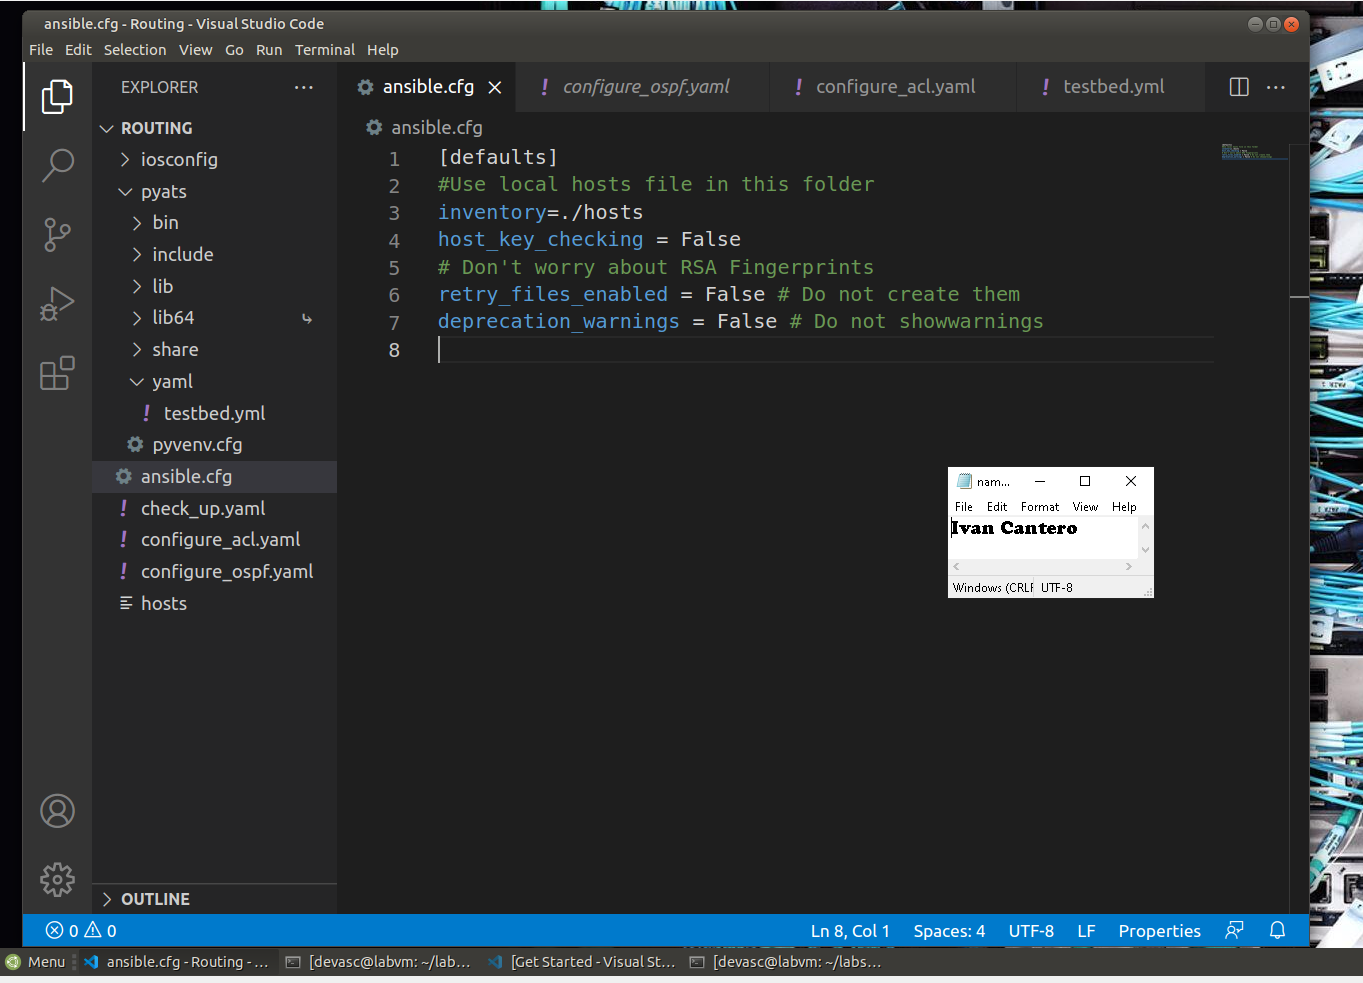 ansible.cfg - Routing - Visual Studio Code
File Edit Selection View Go Run Terminal Help
EXPLORER
ROUTING
iosconfig
pyats
bin
include
lib
lib64
share
yaml
testbed.yml
pyvenv.cfg
ansible.cfg
check_up.yaml
configure_acl.yaml
configure_ospf.yaml
hosts
OUTLINE
ansible.cfg configure_ospf.yaml configure_acl.yaml testbed.yml
ansible.cfg
1 [defaults]
2 #Use local hosts file in this folder
3 inventory=./hosts
4 host_key_checking = False
5 # Don't worry about RSA Fingerprints
6 retry_files_enabled = False # Do not create them
7 deprecation_warnings = False # Do not showwarnings
8
nam...
File Edit Format View Help
Ivan Cantero
Windows (CRLF UTF-8
0 0 Ln 8, Col 1 Spaces: 4 UTF-8 LF Properties
Menu ansible.cfg - Routing - ... [devasc@labvm: ~/lab... [Get Started - Visual St... [devasc@labvm: ~/labs...